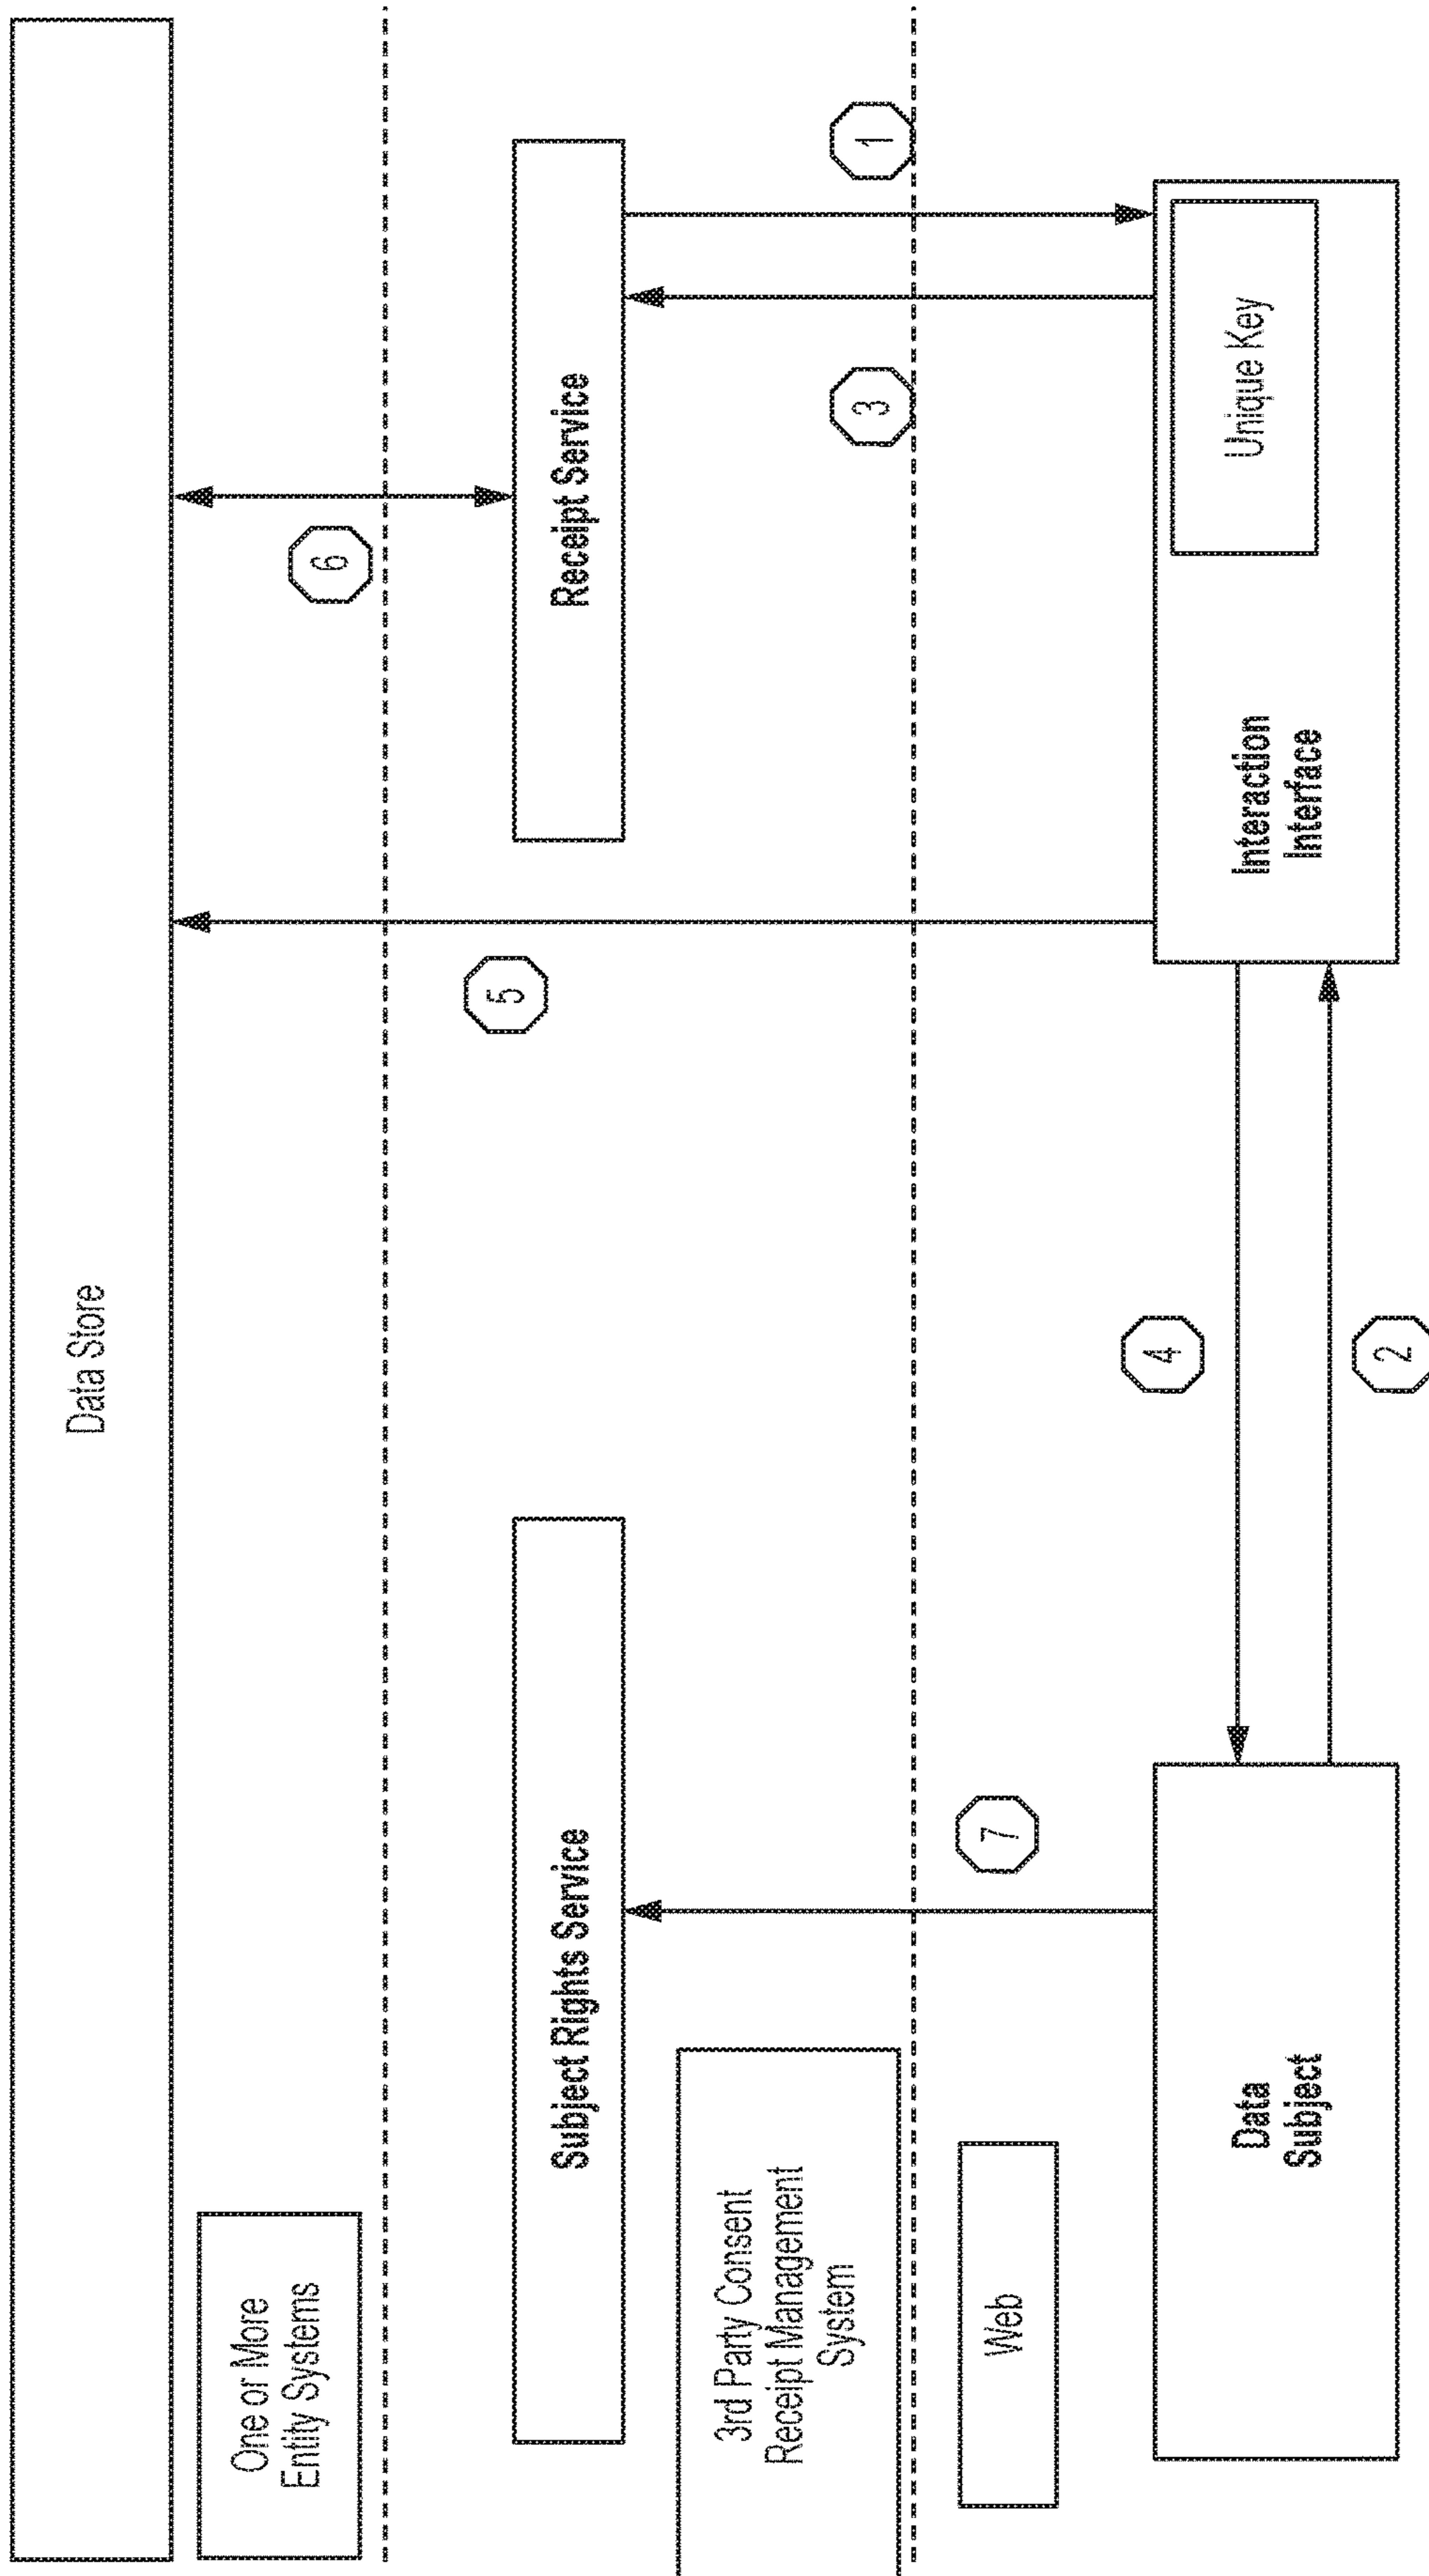 Data Store
One or More
Entity Systems
6
5
Subject Rights Service
Receipt Service
3rd Party Consent
Receipt Management
System
3
1
Web
7
4
Data
Subject
Interaction
Interface
Unique Key
2